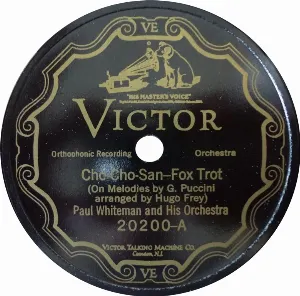 VE
"HIS MASTER'S VOICE"
VICTOR
Orthophonic Recording
Orchestra
Cho-Cho-San—Fox Trot
(On Melodies by G. Puccini
arranged by Hugo Frey)
Paul Whiteman and His Orchestra
20200-A
VICTOR TALKING MACHINE CO.
Camden, N.J.
VE